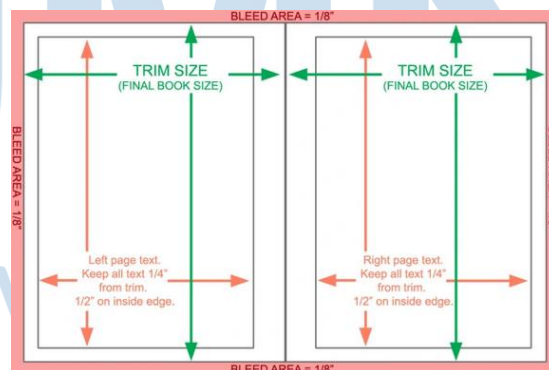 BLEED AREA = 1/8"
TRIM SIZE
(FINAL BOOK SIZE)
TRIM SIZE
(FINAL BOOK SIZE)
BLEED AREA = 1/8"
Left page text.
Keep all text 1/4"
from trim.
1/2" on inside edge.
Right page text.
Keep all text 1/4"
from trim.
1/2" on inside edge.
BLEED AREA = 1/8"